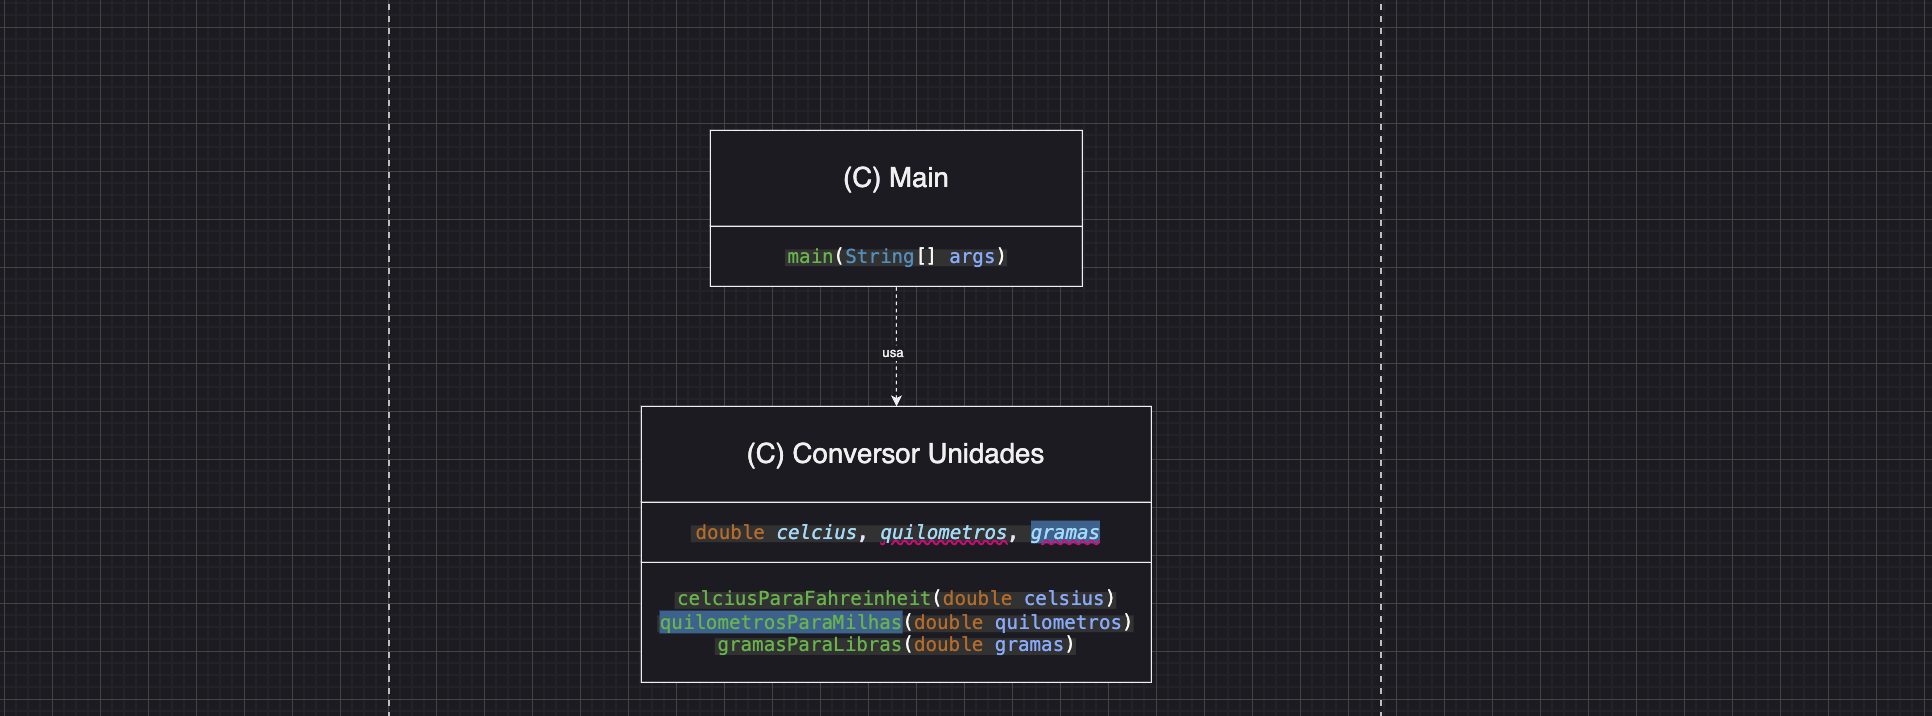 (C) Main
main(String[] args)
usa
(C) Conversor Unidades
double celcius, quilometros, gramas
celciusParaFahreinheit(double celsius)
quilometrosParaMilhas(double quilometros)
gramasParaLibras(double gramas)